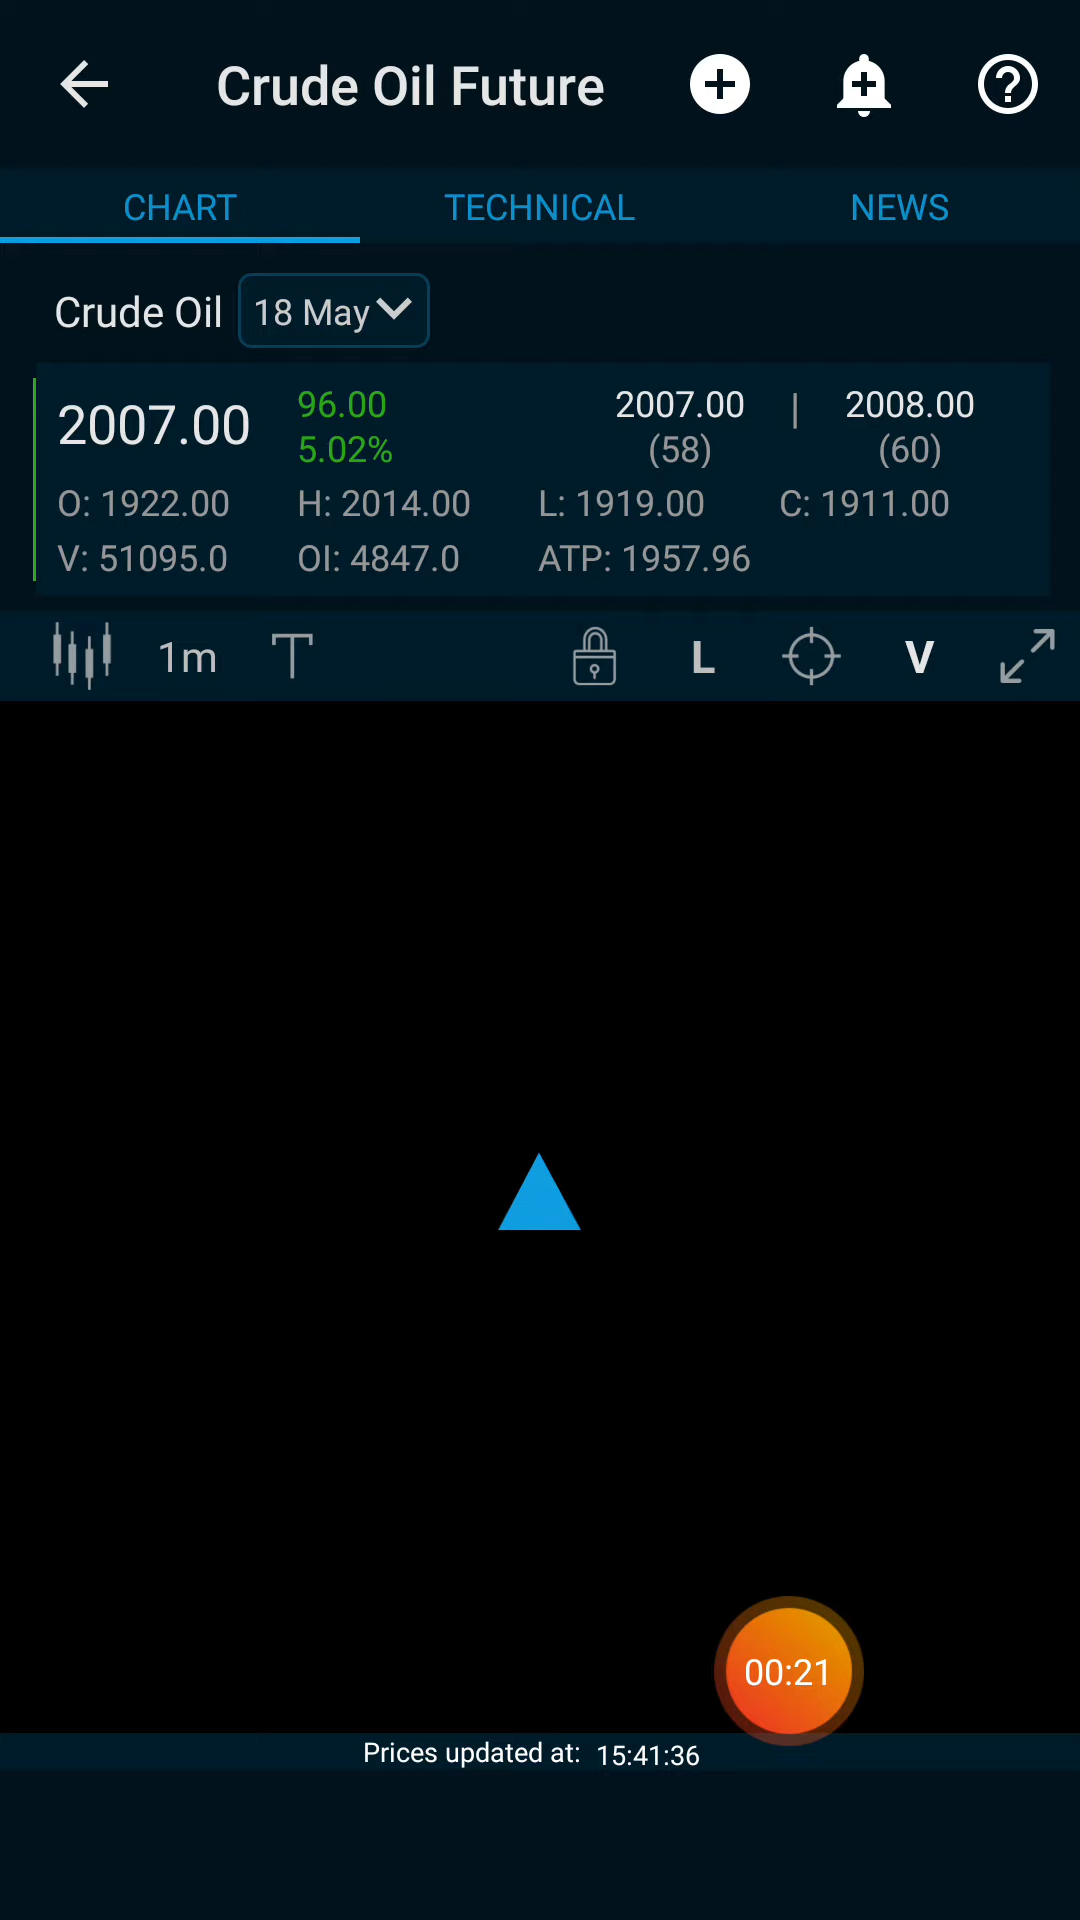 Crude Oil Future
CHART TECHNICAL NEWS
Crude Oil 18 May
2007.00 96.00 2007.00 | 2008.00
5.02% (58) (60)
O: 1922.00 H: 2014.00 L: 1919.00 C: 1911.00
V: 51095.0 OI: 4847.0 ATP: 1957.96
1m T L V
00:21
Prices updated at: 15:41:36